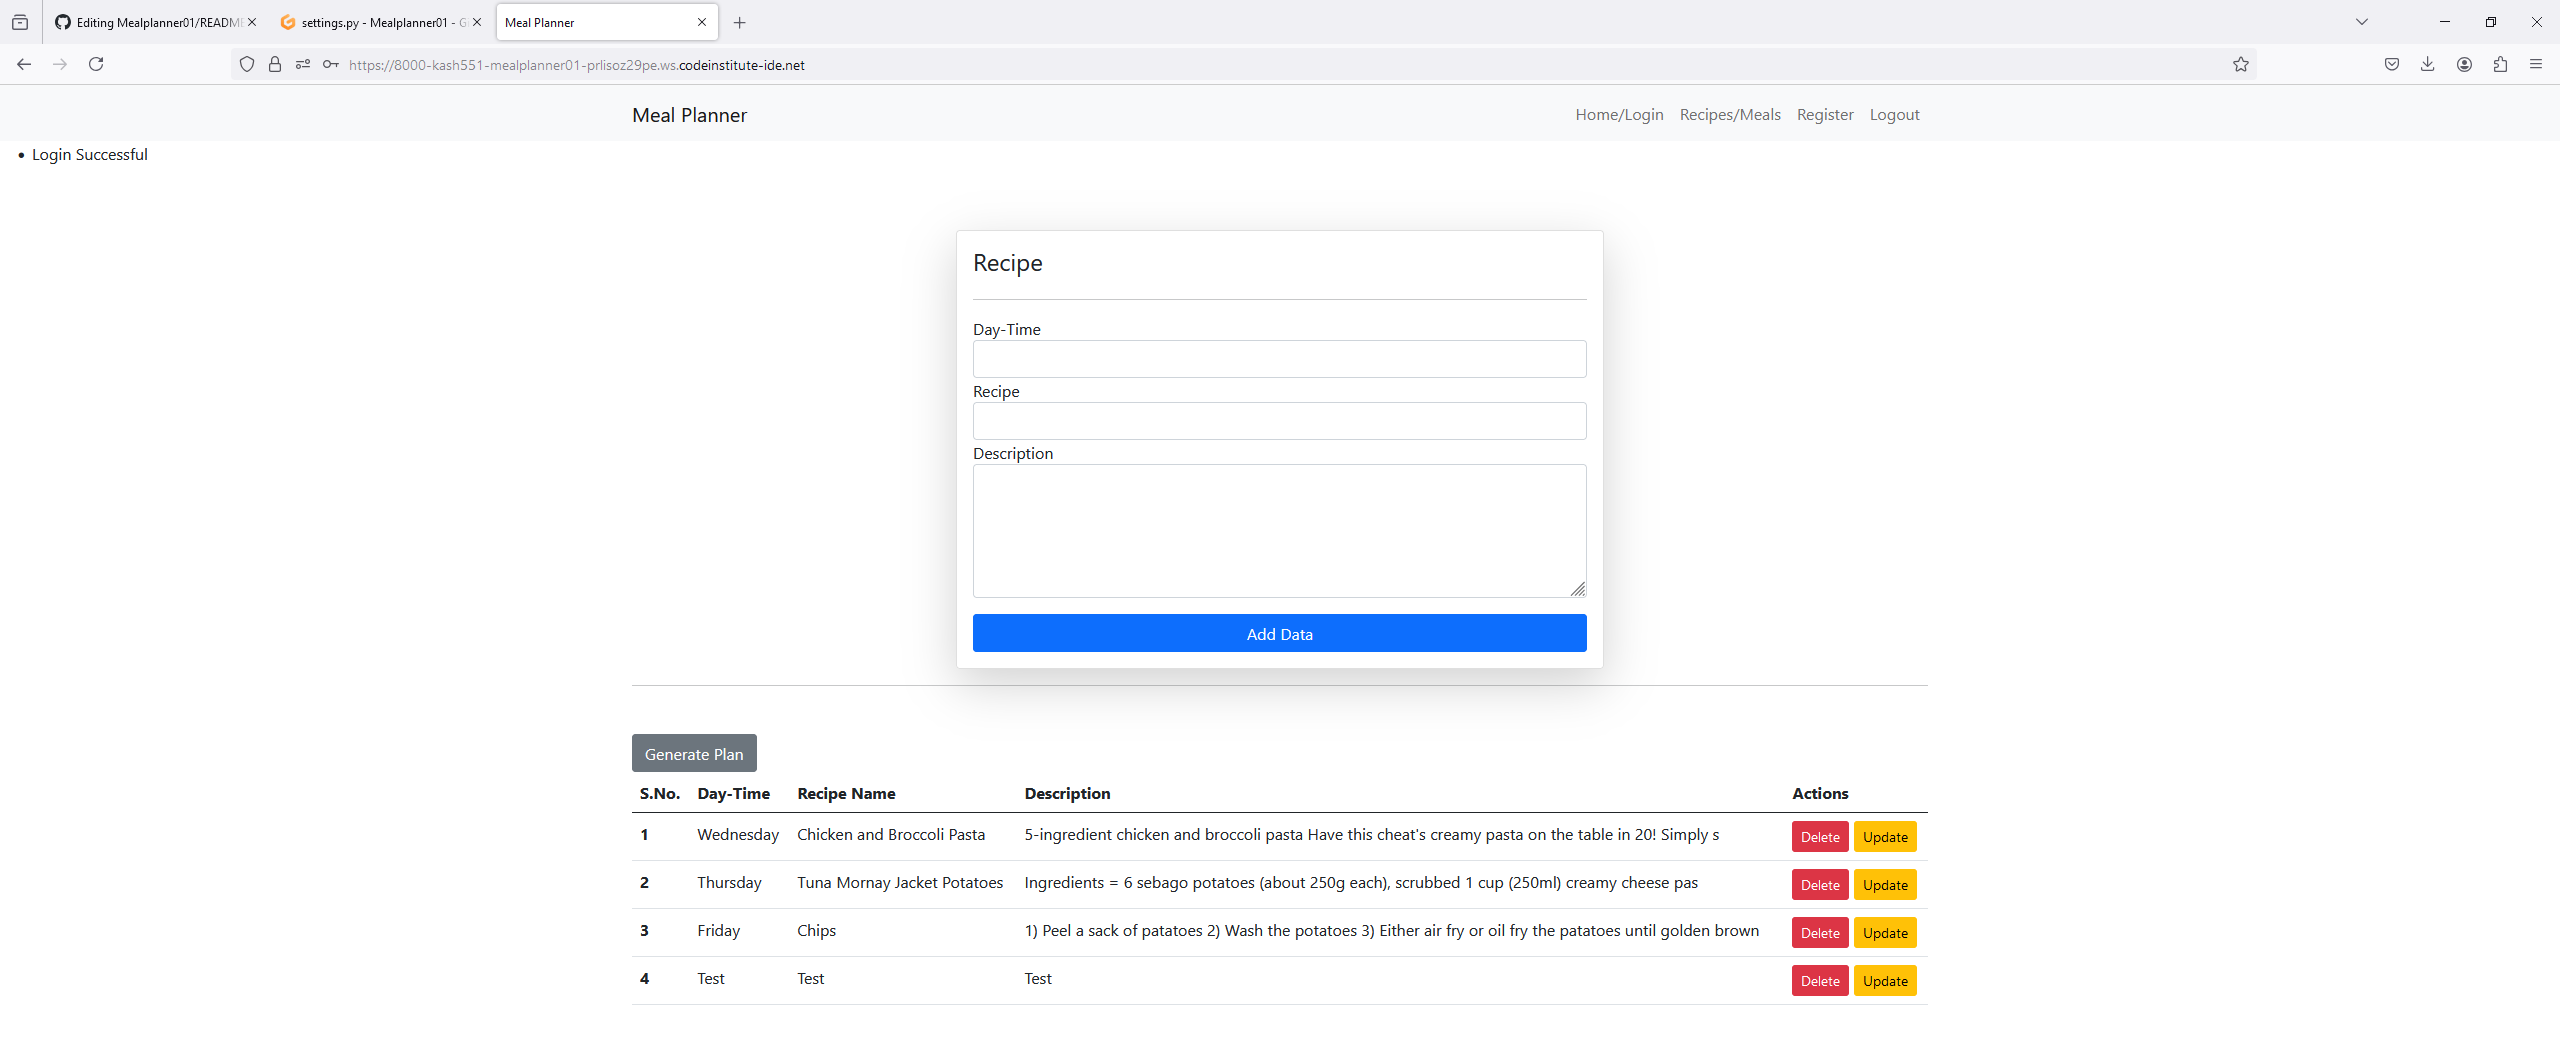 Editing Mealplanner01/README
settings.py - Mealplanner01 - G
Meal Planner
https://8000-kash551-mealplanner01-prlisoz29pe.ws.codeinstitute-ide.net
Meal Planner
Home/Login Recipes/Meals Register Logout
• Login Successful
Recipe
Day-Time
Recipe
Description
Add Data
Generate Plan
S.No. Day-Time Recipe Name Description Actions
1 Wednesday Chicken and Broccoli Pasta 5-ingredient chicken and broccoli pasta Have this cheat's creamy pasta on the table in 20! Simply s Delete Update
2 Thursday Tuna Mornay Jacket Potatoes Ingredients = 6 sebago potatoes (about 250g each), scrubbed 1 cup (250ml) creamy cheese pas Delete Update
3 Friday Chips 1) Peel a sack of patatoes 2) Wash the potatoes 3) Either air fry or oil fry the patatoes until golden brown Delete Update
4 Test Test Test Delete Update